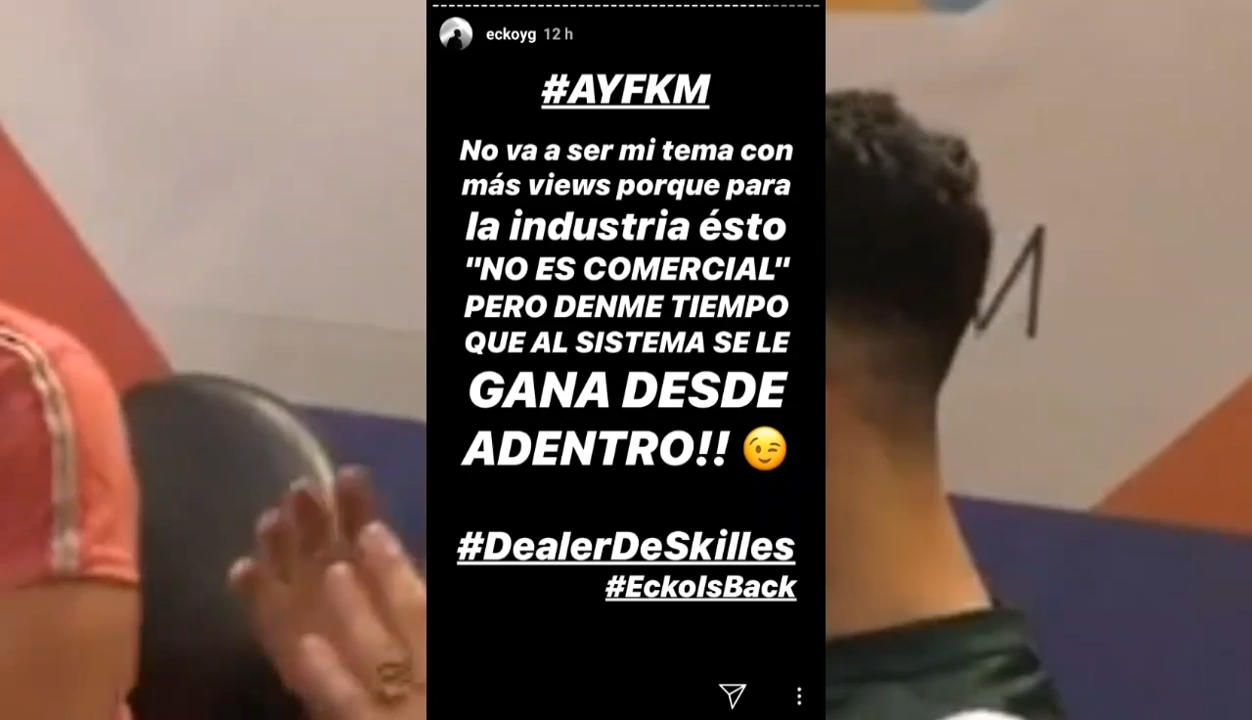 eckoyg 12 h
#AYFKM
No va a ser mi tema con
más views porque para
la industria ésto
"NO ES COMERCIAL"
PERO DENME TIEMPO
QUE AL SISTEMA SE LE
GANA DESDE
ADENTRO!! 😉
#DealerDeSkilles
#EckoIsBack